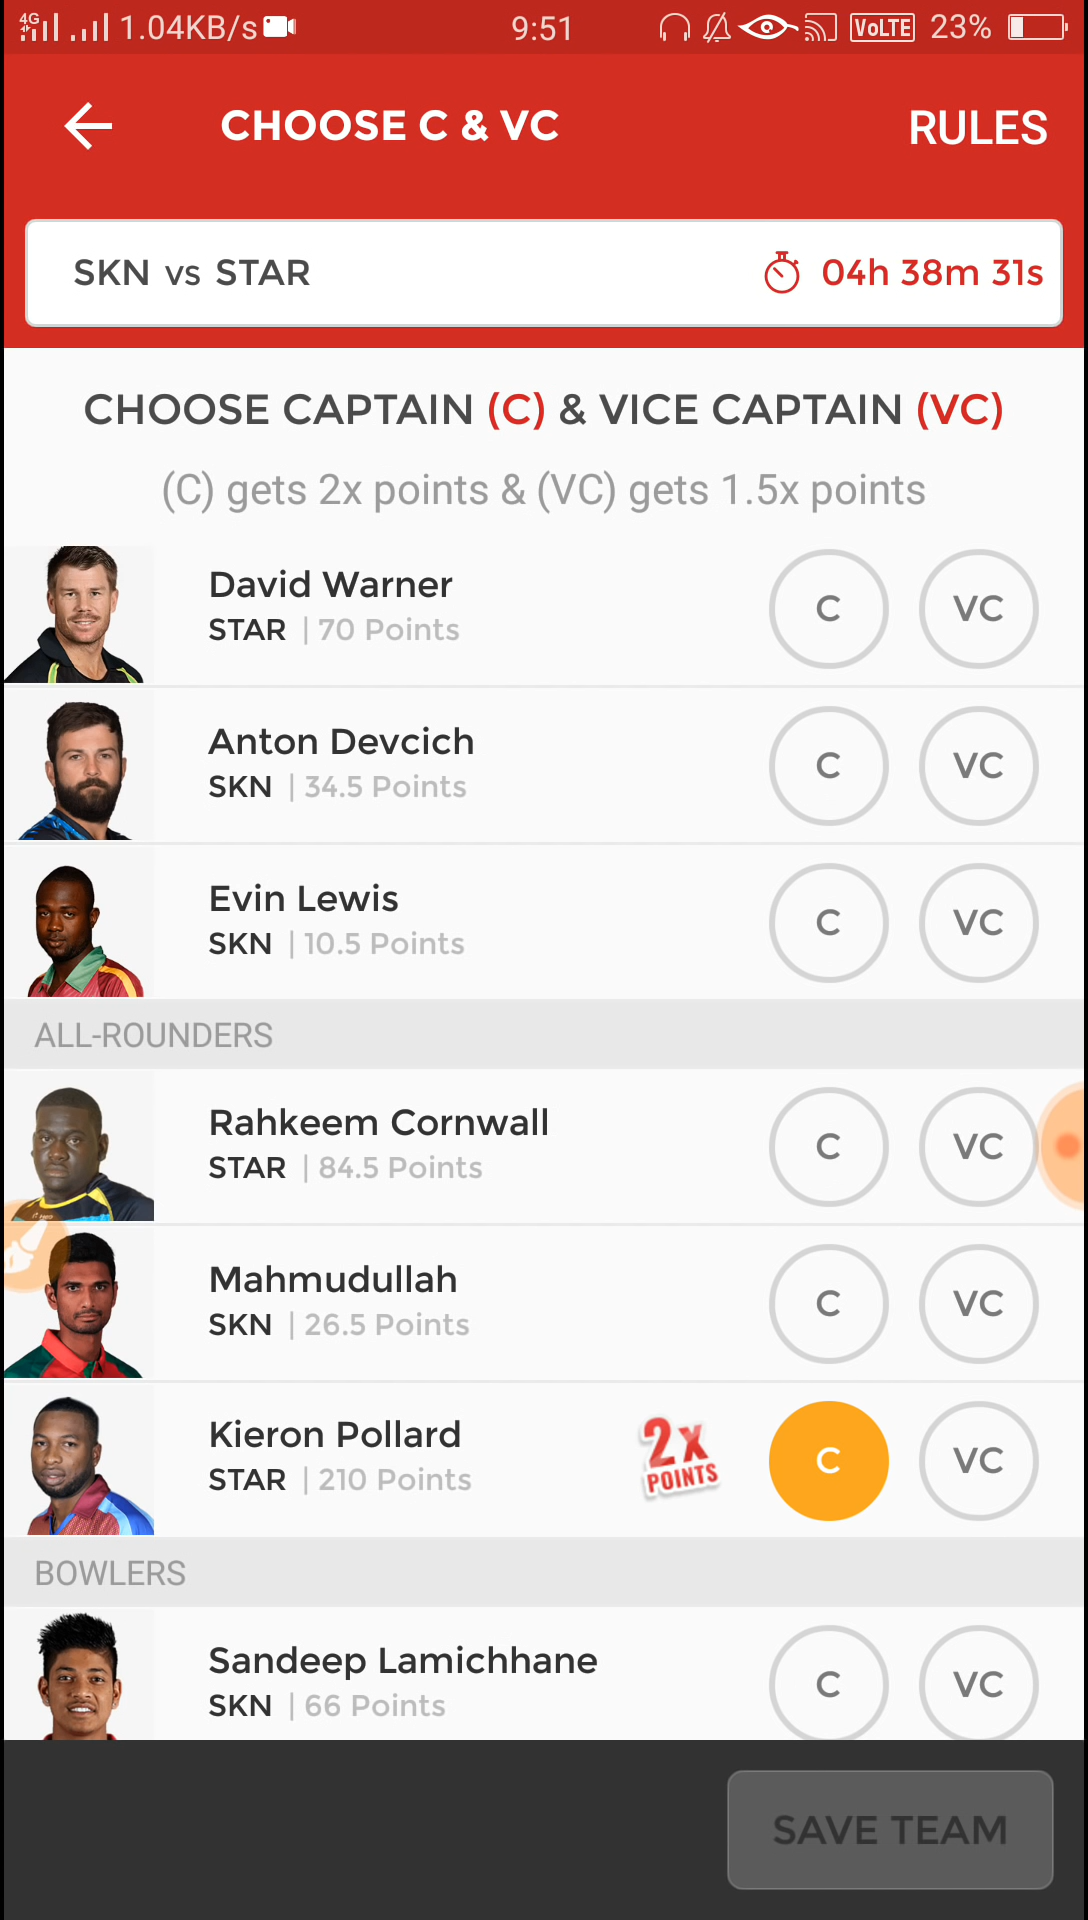 4G 1.04KB/s 9:51 VoLTE 23%
CHOOSE C & VC RULES
SKN vs STAR 04h 38m 31s
CHOOSE CAPTAIN (C) & VICE CAPTAIN (VC)
(C) gets 2x points & (VC) gets 1.5x points
David Warner
STAR | 70 Points
C VC
Anton Devcich
SKN | 34.5 Points
C VC
Evin Lewis
SKN | 10.5 Points
C VC
ALL-ROUNDERS
Rahkeem Cornwall
STAR | 84.5 Points
C VC
Mahmudullah
SKN | 26.5 Points
C VC
Kieron Pollard
STAR | 210 Points
2x
POINTS
C VC
BOWLERS
Sandeep Lamichhane
SKN | 66 Points
C VC
SAVE TEAM